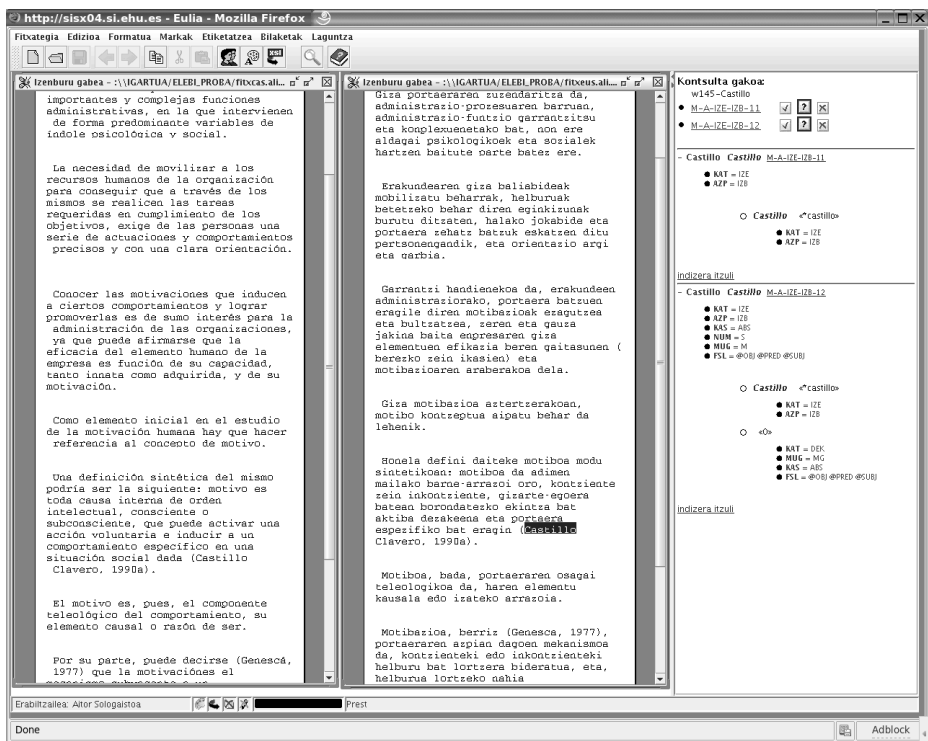 http://sisx04.si.ehu.es - Eulia - Mozilla Firefox
Fitxategia Edizioa Formatua Markak Etiketatzea Bilaketak Laguntza
xsl
Izenburu gabea - :\\IGARTUA/ELEBI_PROBA/fitxcas.ali...
importantes y complejas funciones
administrativas, en la que intervienen
de forma predominante variables de
índole psicológica y social.
La necesidad de movilizar a los
recursos humanos de la organización
para conseguir que a través de los
mismos se realicen las tareas
requeridas en cumplimiento de los
objetivos, exige de las personas una
serie de actuaciones y comportamientos
precisos y con una clara orientación.
Conocer las motivaciones que inducen
a ciertos comportamientos y lograr
promoverlas es de sumo interés para la
administración de las organizaciones,
ya que puede afirmarse que la
eficacia del elemento humano de la
empresa es función de su capacidad,
tanto innata como adquirida, y de su
motivación.
Como elemento inicial en el estudio
de la motivación humana hay que hacer
referencia al concepto de motivo.
Una definición sintética del mismo
podría ser la siguiente: motivo es
toda causa interna de orden
intelectual, consciente o
subconsciente, que puede activar una
acción voluntaria e inducir a un
comportamiento específico en una
situación social dada (Castillo
Clavero, 1990a).
El motivo es, pues, el componente
teleológico del comportamiento, su
elemento causal o razón de ser.
Por su parte, puede decirse (Genescá,
1977) que la motivaciónes el
Izenburu gabea - :\\IGARTUA/ELEBI_PROBA/fitxeus.ali...
Giza portaeraren zuzendaritza da,
administrazio-prozesuaren barruan,
administrazio-funtzio garrantzitsu
eta konplexuenetako bat, non ere
aldagai psikologikoek eta sozialek
hartzen baitute parte batez ere.
Erakundearen giza baliabideak
mobilizatu beharrak, helburuak
betetzeko behar diren eginkizunak
burutu ditzaten, halako jokabide eta
portaera zehatz batzuk eskatzen ditu
pertsonengandik, eta orientazio argi
eta garbia.
Garrantzi handienekoa da, erakundeen
administraziorako, portaera batzuen
eragile diren motibazioak ezagutzea
eta bultzatzea, zeren eta gauza
jakina baita enpresaren giza
elementuen efikazia beren gaitasunen (
berezko zein ikasien) eta
motibazioaren araberakoa dela.
Giza motibazioa aztertzerakoan,
motibo kontzeptua aipatu behar da
lehenik.
Honela defini daiteke motiboa modu
sintetikoan: motiboa da adimen
mailako barne-arrazoi oro, kontziente
zein inkontziente, gizarte-egoera
batean borondatezko ekintza bat
aktiba dezakeena eta portaera
espezifiko bat eragin (Castillo
Clavero, 1990a).
Motiboa, bada, portaeraren osagai
teleologikoa da, haren elementu
kausala edo izateko arrazoia.
Motibazioa, berriz (Genesca, 1977),
portaeraren azpian dagoen mekanismoa
da, kontzienteki edo inkontzienteki
helburu bat lortzera bideratua, eta,
helburua lortzeko nahia
Kontsulta gakoa:
w145-Castillo
M-A-IZE-IZB-11 ?
M-A-IZE-IZB-12 ?
- Castillo Castillo M-A-IZE-IZB-11
KAT = IZE
AZP = IZB
Castillo «*castillo»
KAT = IZE
AZP = IZB
indizera itzuli
- Castillo Castillo M-A-IZE-IZB-12
KAT = IZE
AZP = IZB
KAS = ABS
NUM = S
MUG = M
FSL = @OBJ @PRED @SUBJ
Castillo «*castillo»
KAT = IZE
AZP = IZB
«0»
KAT = DEK
MUG = MG
KAS = ABS
FSL = @OBJ @PRED @SUBJ
indizera itzuli
Erabiltzailea: Aitor Sologaistoa Prest
Done Adblock